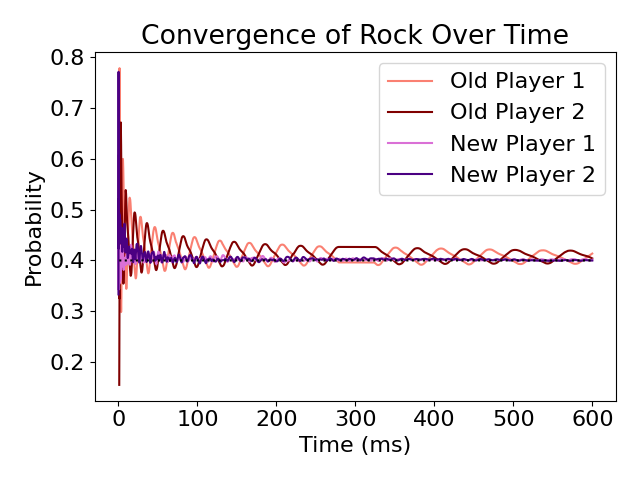 Convergence of Rock Over Time
0.8
0.7
0.6
0.5
0.4
0.3
0.2
Probability
Old Player 1
Old Player 2
New Player 1
New Player 2
0 100 200 300 400 500 600
Time (ms)